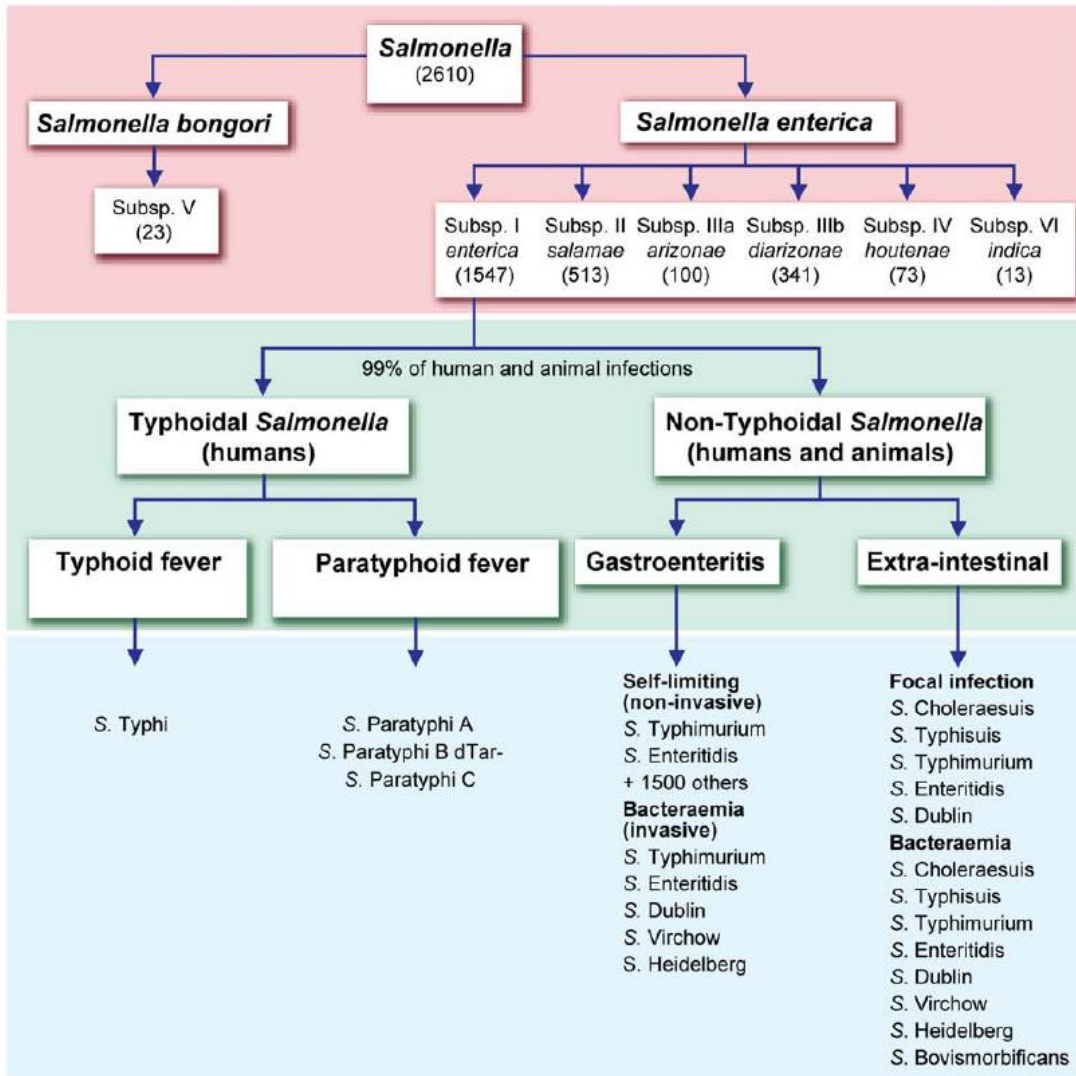 Salmonella
(2610)
Salmonella bongori
Salmonella enterica
Subsp. V
(23)
Subsp. I
enterica
(1547)
Subsp. II
salamae
(513)
Subsp. IIIa
arizonae
(100)
Subsp. IIIb
diarizonae
(341)
Subsp. IV
houtenae
(73)
Subsp. VI
indica
(13)
99% of human and animal infections
Typhoidal Salmonella
(humans)
Non-Typhoidal Salmonella
(humans and animals)
Typhoid fever
Paratyphoid fever
Gastroenteritis
Extra-intestinal
S. Typhi
S. Paratyphi A
S. Paratyphi B dTar-
S. Paratyphi C
Self-limiting
(non-invasive)
S. Typhimurium
S. Enteritidis
+ 1500 others
Bacteraemia
(invasive)
S. Typhimurium
S. Enteritidis
S. Dublin
S. Virchow
S. Heidelberg
Focal infection
S. Choleraesuis
S. Typhisuis
S. Typhimurium
S. Enteritidis
S. Dublin
Bacteraemia
S. Choleraesuis
S. Typhisuis
S. Typhimurium
S. Enteritidis
S. Dublin
S. Virchow
S. Heidelberg
S. Bovismorbificans